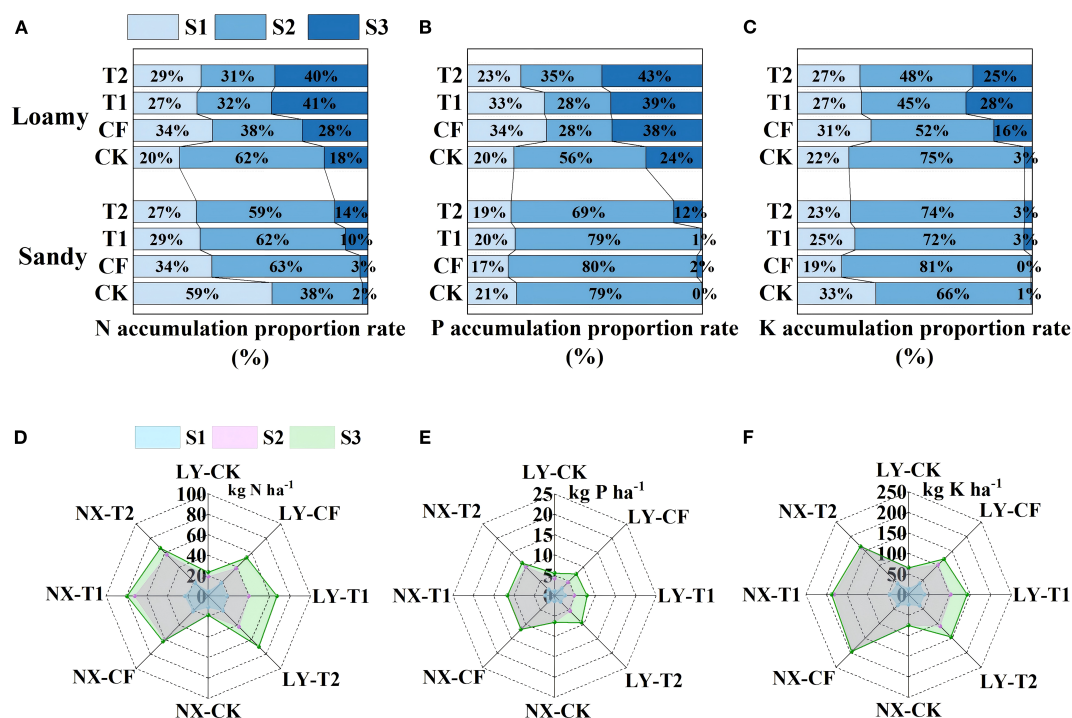 A S1 S2 S3 B C
T2 29% 31% 40% T2 23% 35% 43% T2 27% 48% 25%
Loamy T1 27% 32% 41% T1 33% 28% 39% T1 27% 45% 28%
CF 34% 38% 28% CF 34% 28% 38% CF 31% 52% 16%
CK 20% 62% 18% CK 20% 56% 24% CK 22% 75% 3%
T2 27% 59% 14% T2 19% 69% 12% T2 23% 74% 3%
Sandy T1 29% 62% 10% T1 20% 79% 1% T1 25% 72% 3%
CF 34% 63% 3% CF 17% 80% 2% CF 19% 81% 0%
CK 59% 38% 2% CK 21% 79% 0% CK 33% 66% 1%
N accumulation proportion rate P accumulation proportion rate K accumulation proportion rate
(%) (%) (%)
D S1 S2 S3 E F
LY-CK
100 kg N ha⁻¹
80
60
40
20
0
LY-CF
LY-T1
LY-T2
NX-CK
NX-CF
NX-T1
NX-T2
LY-CK
25 kg P ha⁻¹
20
15
10
5
0
LY-CF
LY-T1
LY-T2
NX-CK
NX-CF
NX-T1
NX-T2
LY-CK
250 kg K ha⁻¹
200
150
100
50
0
LY-CF
LY-T1
LY-T2
NX-CK
NX-CF
NX-T1
NX-T2